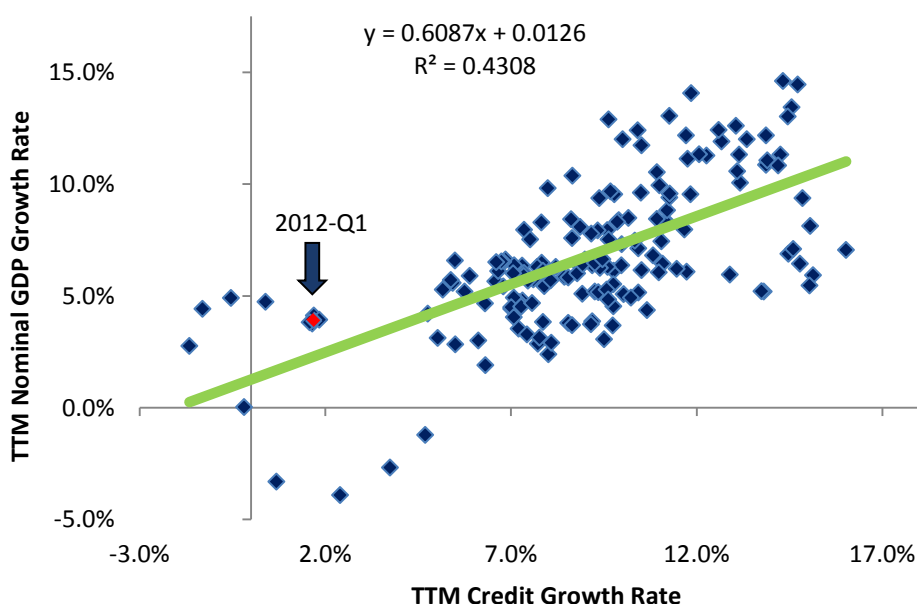 y = 0.6087x + 0.0126
R² = 0.4308
15.0%
10.0%
2012-Q1
5.0%
0.0%
-5.0%
-3.0% 2.0% 7.0% 12.0% 17.0%
TTM Nominal GDP Growth Rate
TTM Credit Growth Rate